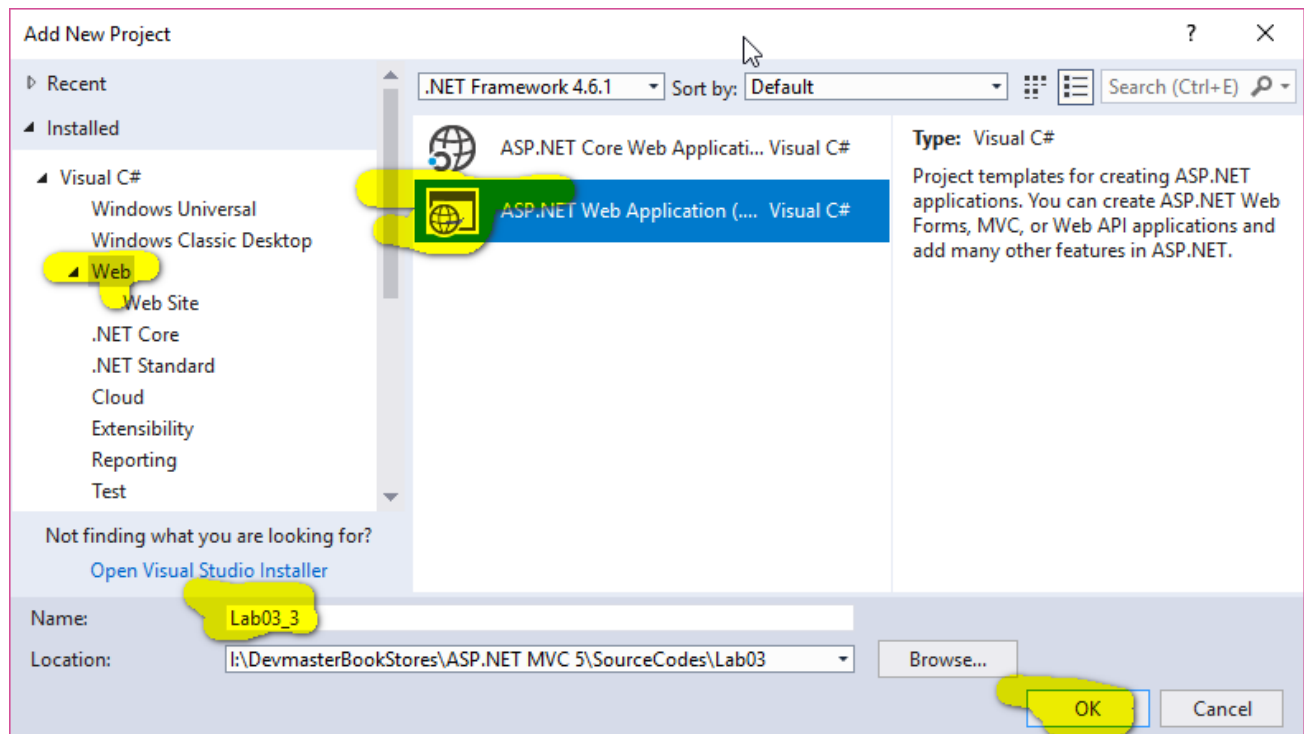 Add New Project
?
Recent
Installed
Visual C#
Windows Universal
Windows Classic Desktop
Web
Web Site
.NET Core
.NET Standard
Cloud
Extensibility
Reporting
Test
Not finding what you are looking for?
Open Visual Studio Installer
.NET Framework 4.6.1 Sort by: Default Search (Ctrl+E)
ASP.NET Core Web Applicati... Visual C#
ASP.NET Web Application (.... Visual C#
Type: Visual C#
Project templates for creating ASP.NET
applications. You can create ASP.NET Web
Forms, MVC, or Web API applications and
add many other features in ASP.NET.
Name: Lab03_3
Location: I:\DevmasterBookStores\ASP.NET MVC 5\SourceCodes\Lab03 Browse...
OK Cancel